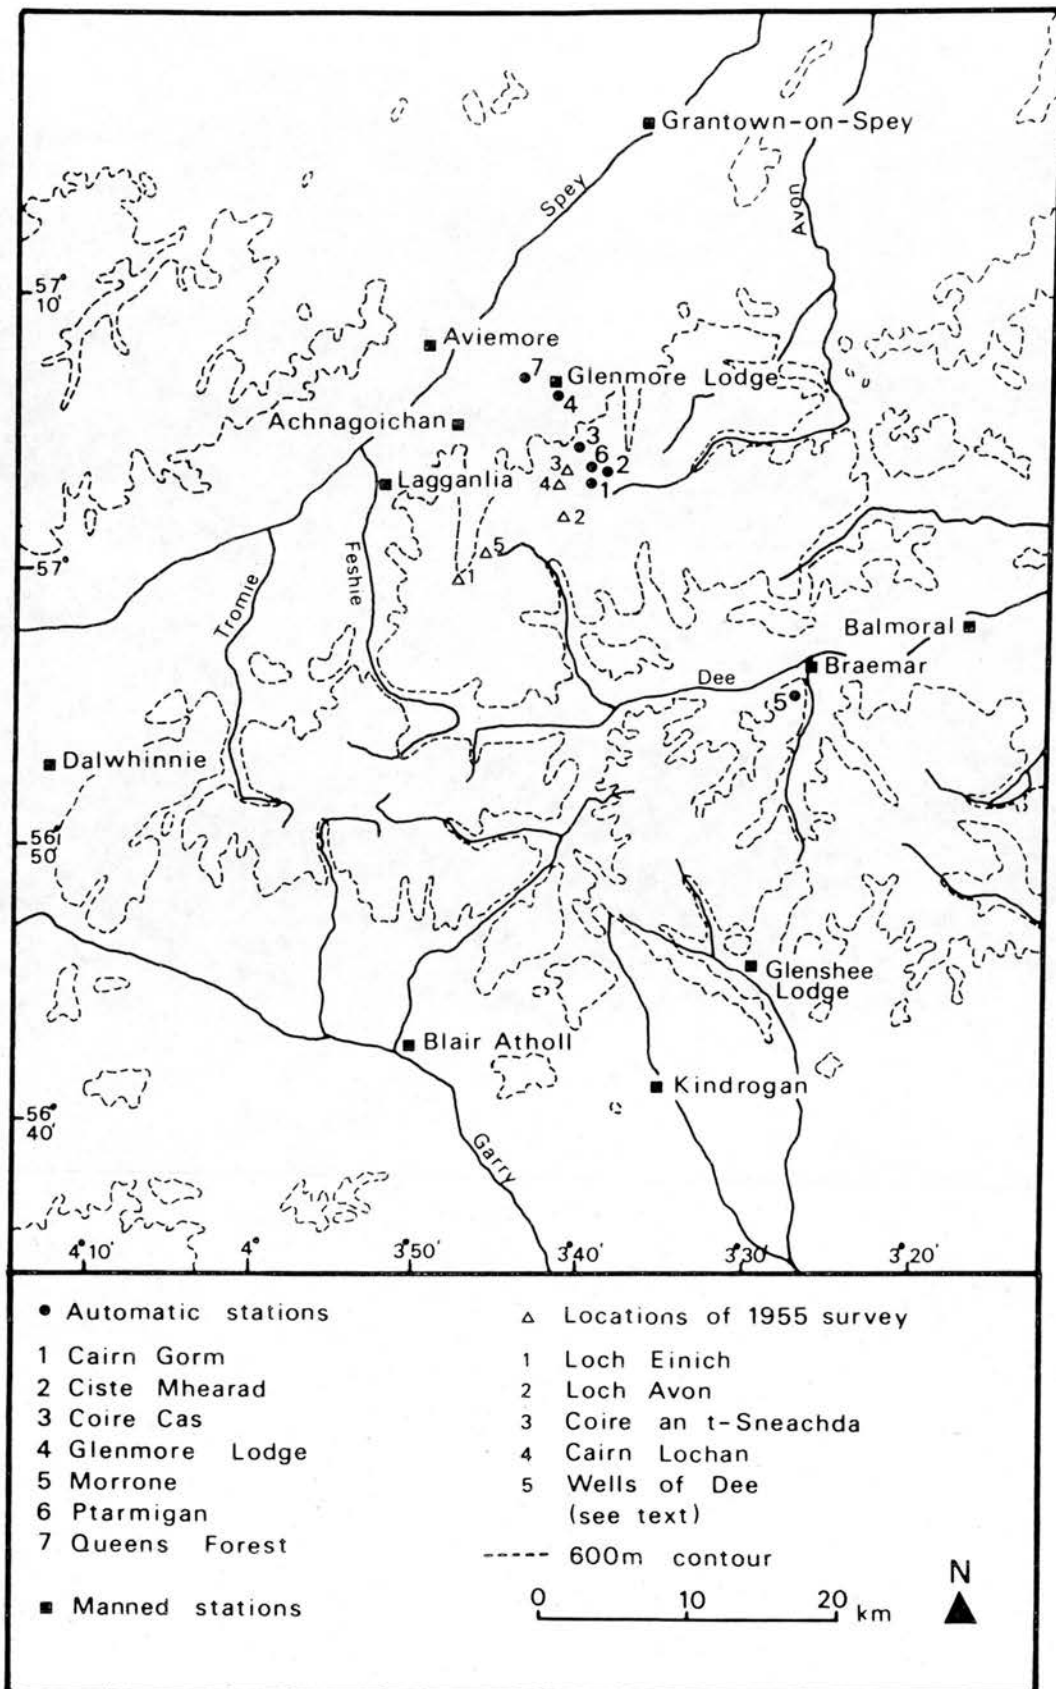 Grantown-on-Spey
Spey
Avon
57°
10'
Aviemore
7
Glenmore Lodge
4
Achnagoichan
3
6
3
2
4
1
Lagganlia
2
5
57°
1
Feshie
Tromie
Balmoral
Braemar
Dee
5
Dalwhinnie
56°
50'
Glenshee
Lodge
Blair Atholl
Kindrogan
56°
40'
Garry
4°10' 4° 3°50' 3°40' 3°30' 3°20'
Automatic stations
1 Cairn Gorm
2 Ciste Mhearad
3 Coire Cas
4 Glenmore Lodge
5 Morrone
6 Ptarmigan
7 Queens Forest
Manned stations
Locations of 1955 survey
1 Loch Einich
2 Loch Avon
3 Coire an t-Sneachda
4 Cairn Lochan
5 Wells of Dee
(see text)
600m contour
N
0 10 20 km